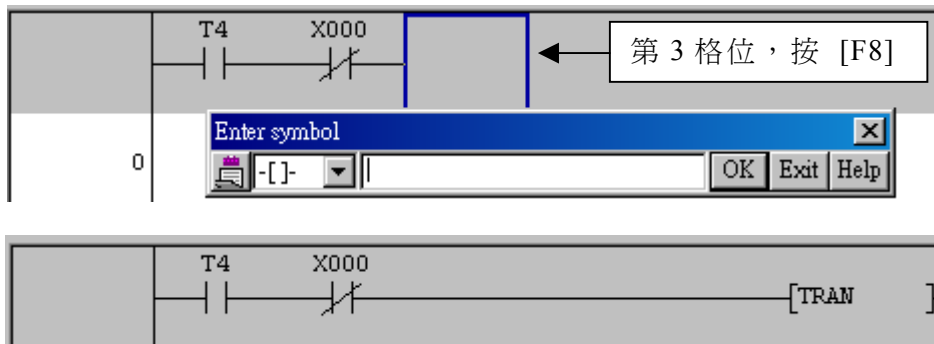 T4 X000
第 3 格位，按 [F8]
Enter symbol
-[ ]- OK Exit Help
0
T4 X000
[TRAN ]